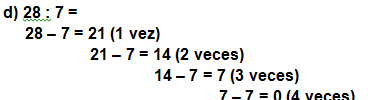 d) 28 : 7 =
28 – 7 = 21 (1 vez)
21 – 7 = 14 (2 veces)
14 – 7 = 7 (3 veces)
7 – 7 = 0 (4 veces)